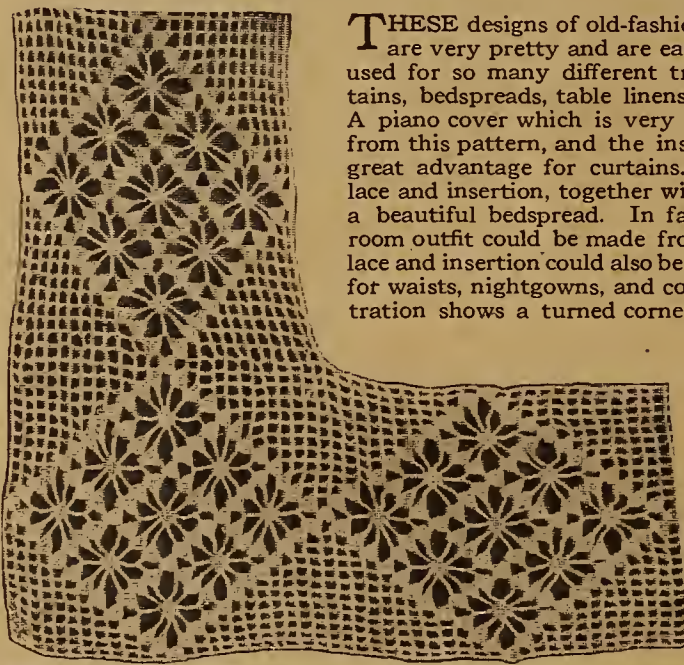 THESE designs of old-fashio
are very pretty and are ea
used for so many different tr
tains, bedspreads, table linens
A piano cover which is very
from this pattern, and the ins
great advantage for curtains.
lace and insertion, together wi
a beautiful bedspread. In fa
room outfit could be made fro
lace and insertion could also be
for waists, nightgowns, and co
tration shows a turned corne